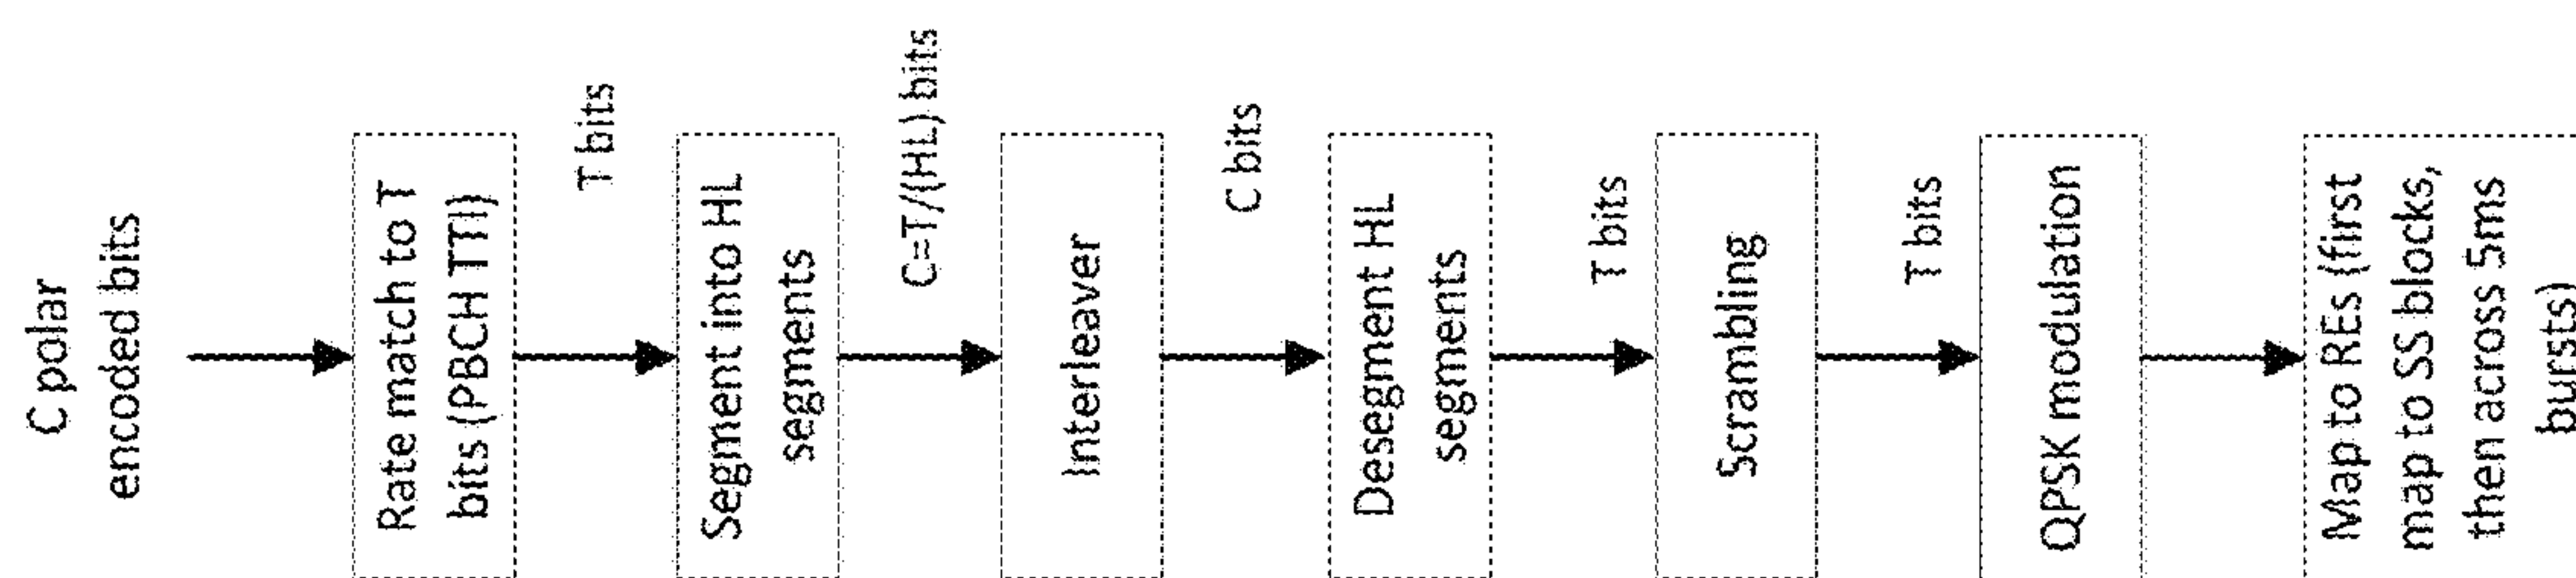 C polar
encoded bits
Rate match to T
bits (PBCH TTI)
T bits
Segment into HL
segments
C=T/(HL) bits
Interleaver
C bits
Desegment HL
segments
T bits
Scrambling
T bits
QPSK modulation
Map to REs (first
map to SS blocks,
then across 5ms
bursts)